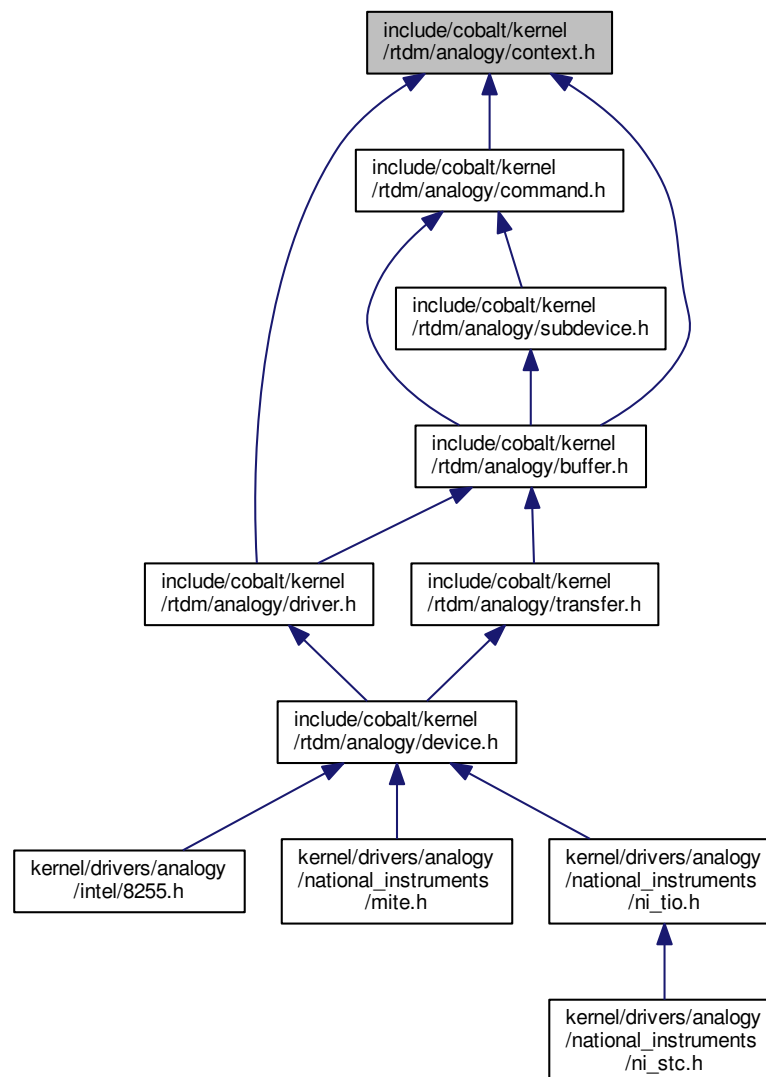 include/cobalt/kernel
/rtdm/analogy/context.h
include/cobalt/kernel
/rtdm/analogy/command.h
include/cobalt/kernel
/rtdm/analogy/subdevice.h
include/cobalt/kernel
/rtdm/analogy/buffer.h
include/cobalt/kernel
/rtdm/analogy/driver.h
include/cobalt/kernel
/rtdm/analogy/transfer.h
include/cobalt/kernel
/rtdm/analogy/device.h
kernel/drivers/analogy
/intel/8255.h
kernel/drivers/analogy
/national_instruments
/mite.h
kernel/drivers/analogy
/national_instruments
/ni_tio.h
kernel/drivers/analogy
/national_instruments
/ni_stc.h